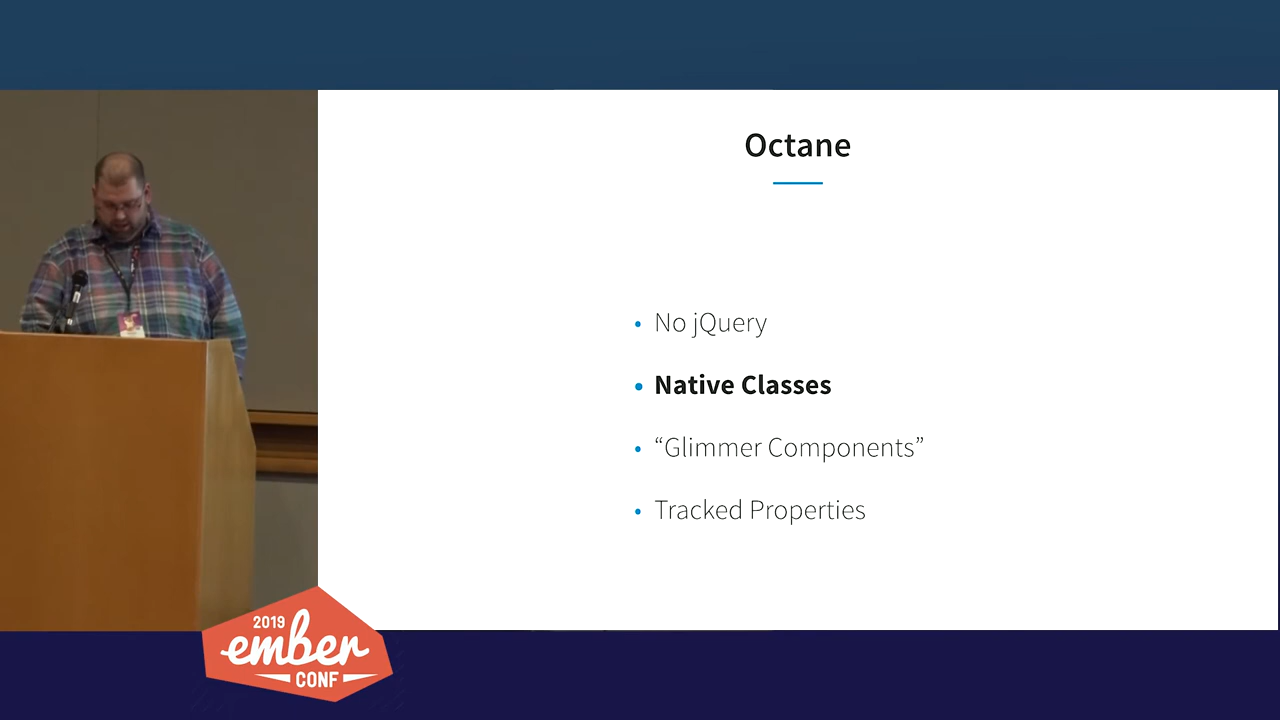 Octane
• No jQuery
• Native Classes
• “Glimmer Components”
• Tracked Properties
2019
ember
CONF